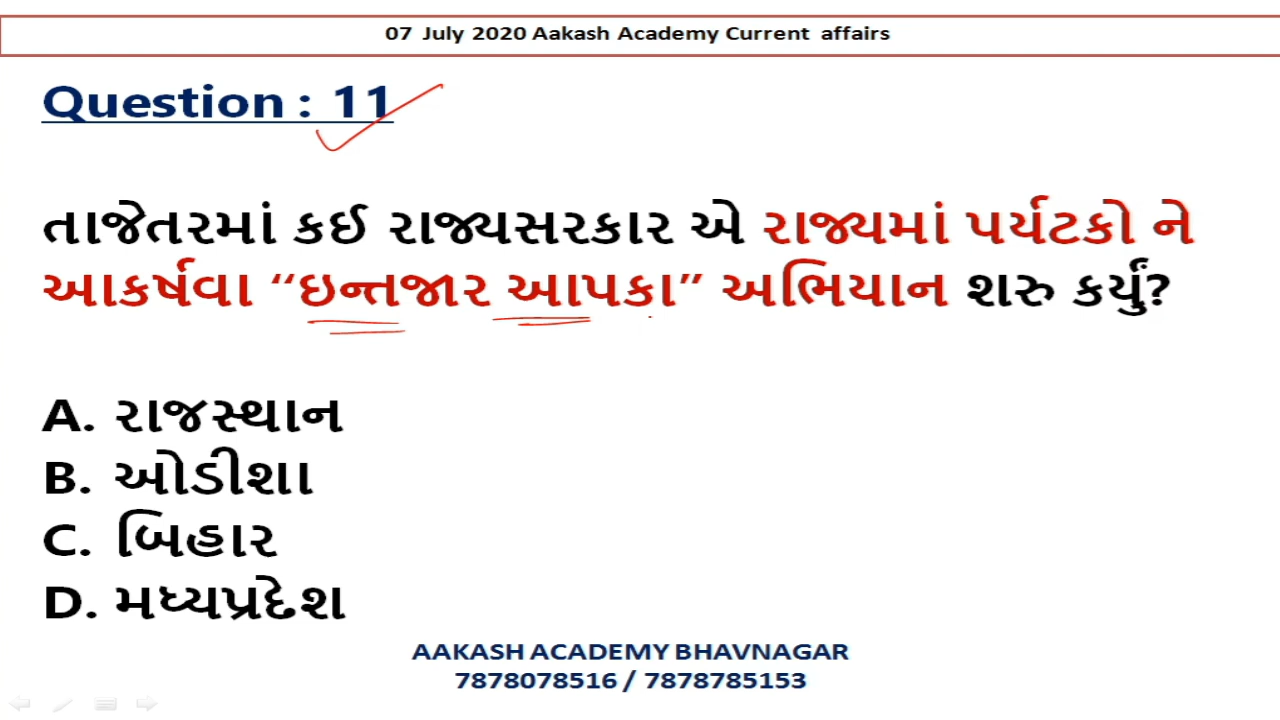 07 July 2020 Aakash Academy Current affairs
Question : 11
તાજેતરમાં કઈ રાજ્યસરકાર એ રાજ્યમાં પર્યટકો ને
આકર્ષવા “ઇન્તજાર આપકા” અભિયાન શરુ કર્યું?
A. રાજસ્થાન
B. ઓડીશા
C. બિહાર
D. મધ્યપ્રદેશ
AAKASH ACADEMY BHAVNAGAR
7878078516 / 7878785153